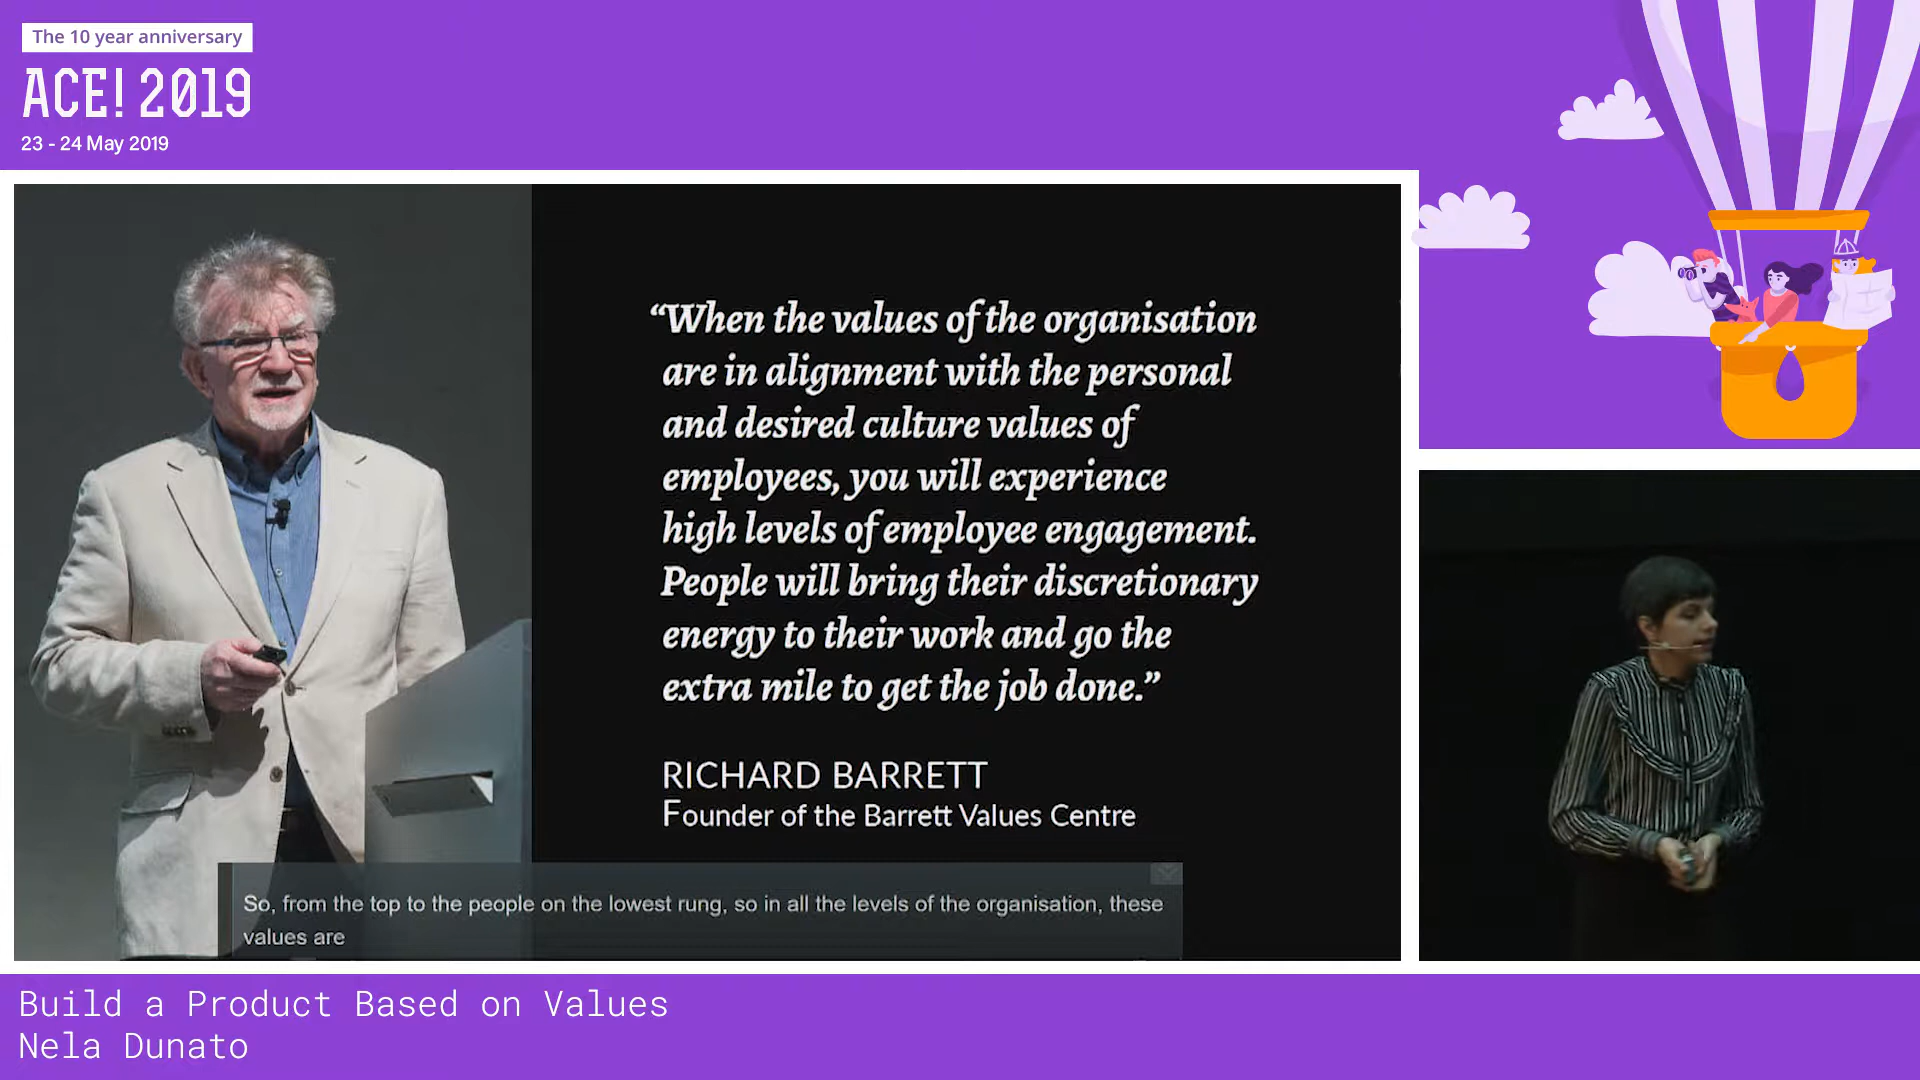 The 10 year anniversary
ACE! 2019
23 - 24 May 2019
“When the values of the organisation
are in alignment with the personal
and desired culture values of
employees, you will experience
high levels of employee engagement.
People will bring their discretionary
energy to their work and go the
extra mile to get the job done.”
RICHARD BARRETT
Founder of the Barrett Values Centre
So, from the top to the people on the lowest rung, so in all the levels of the organisation, these
values are
Build a Product Based on Values
Nela Dunato